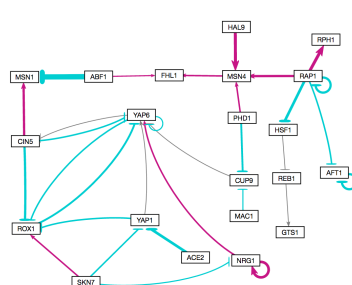 HAL9
RPH1
MSN1
ABF1
FHL1
MSN4
RAP1
YAP6
PHD1
HSF1
CIN5
CUP9
REB1
AFT1
ROX1
YAP1
MAC1
GTS1
ACE2
NRG1
SKN7